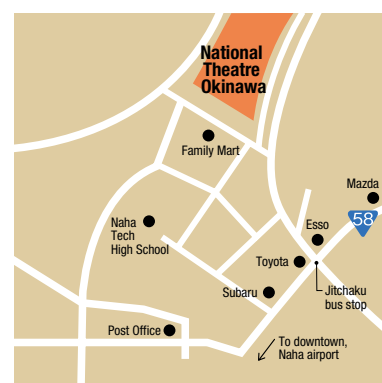 National
Theatre
Okinawa
Family Mart
Mazda
58
Naha
Tech
High School
Esso
Toyota
Subaru
Jitchaku
bus stop
Post Office
To downtown,
Naha airport